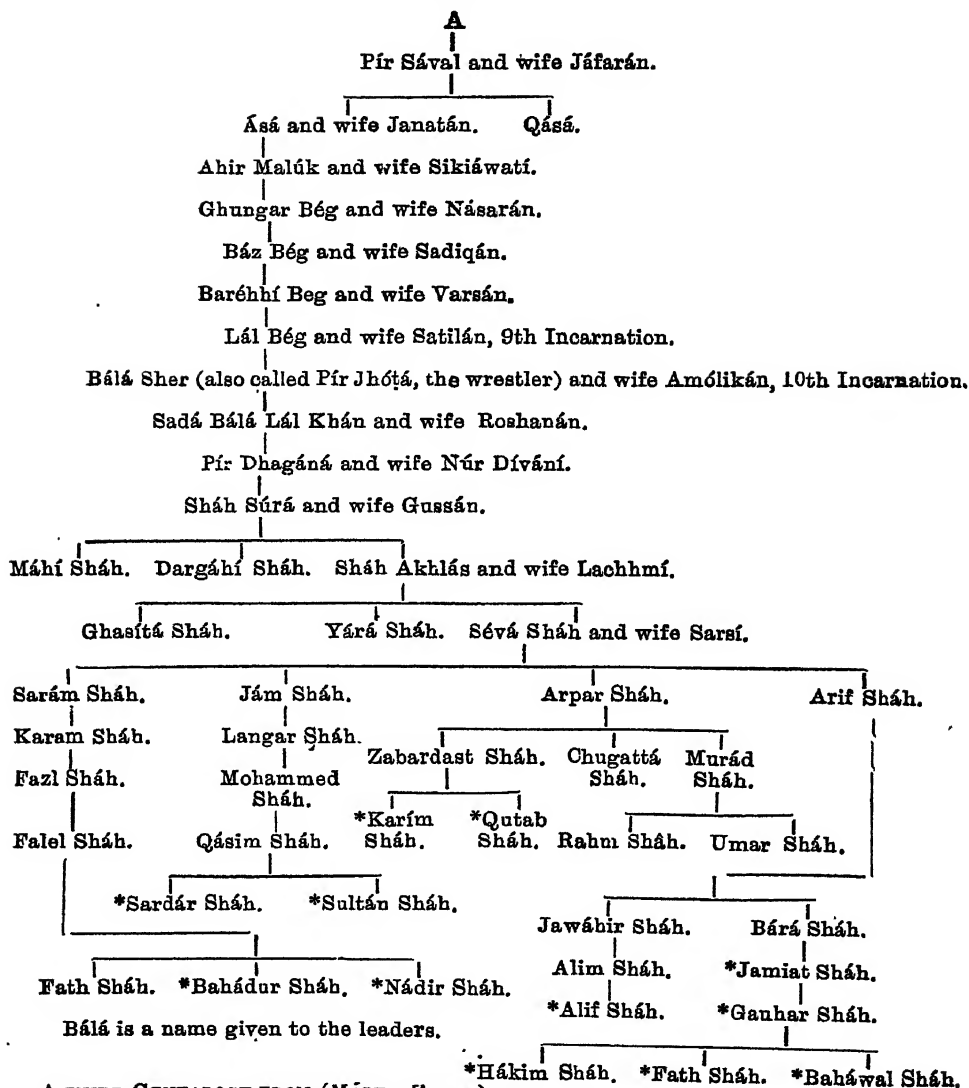 A
Pír Sával and wife Jáfarán.
Ásá and wife Janatán. Qásá.
Ahir Malúk and wife Sikiáwatí.
Ghungar Bég and wife Násarán.
Báz Bég and wife Sadiqán.
Baréhhí Beg and wife Varsán.
Lál Bég and wife Satilán, 9th Incarnation.
Bálá Sher (also called Pír Jhóṭá, the wrestler) and wife Amólikán, 10th Incarnation.
Sadá Bálá Lál Khán and wife Roshanán.
Pír Dhagáná and wife Núr Dívání.
Sháh Súrá and wife Gussán.
Máhí Sháh. Dargáhí Sháh. Sháh Akhlás and wife Lachhmí.
Ghasítá Sháh. Yárá Sháh. Sévá Sháh and wife Sarsí.
Sarám Sháh. Jám Sháh. Arpar Sháh. Arif Sháh.
Karam Sháh. Langar Sháh. Zabardast Sháh. Chugattá Sháh. Murád Sháh.
Fazl Sháh. Mohammed Sháh. *Karím Sháh. *Qutab Sháh. Rahm Shâh. Umar Sháh.
Falel Sháh. Qásim Sháh.
*Sardár Sháh. *Sultán Sháh.
Jawáhir Sháh. Bárá Sháh.
Fath Sháh. *Bahádur Sháh. *Nádir Sháh. Alim Sháh. *Jamiat Sháh.
*Alif Sháh. *Gauhar Sháh.
Bálá is a name given to the leaders.
*Hákim Sháh. *Fath Sháh. *Baháwal Sháh.